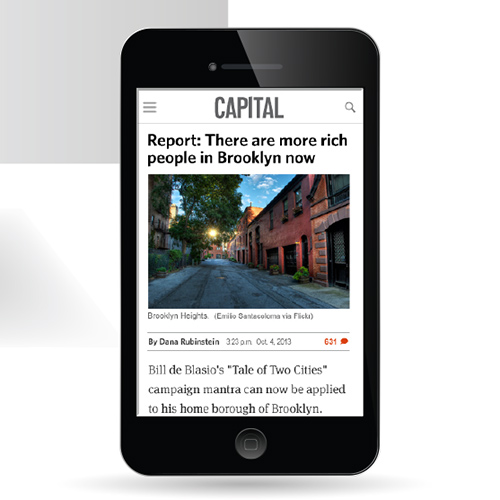 CAPITAL
Report: There are more rich
people in Brooklyn now
Brooklyn Heights. (Emilio Santacoloma via Flickr)
By Dana Rubinstein 3:23 p.m. Oct. 4, 2013 631
Bill de Blasio's "Tale of Two Cities"
campaign mantra can now be applied
to his home borough of Brooklyn.